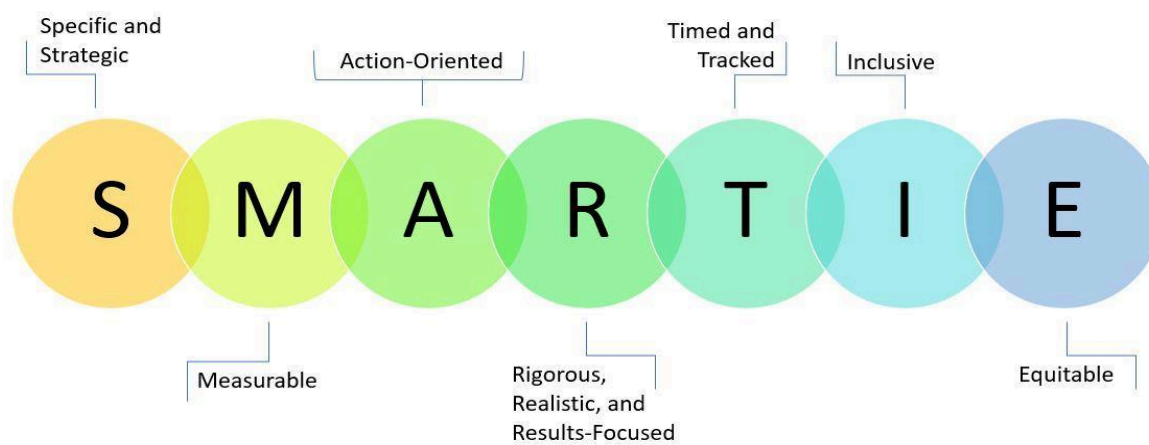 Specific and
Strategic
Action-Oriented
Timed and
Tracked
Inclusive
S M A R T I E
Measurable
Rigorous,
Realistic, and
Results-Focused
Equitable